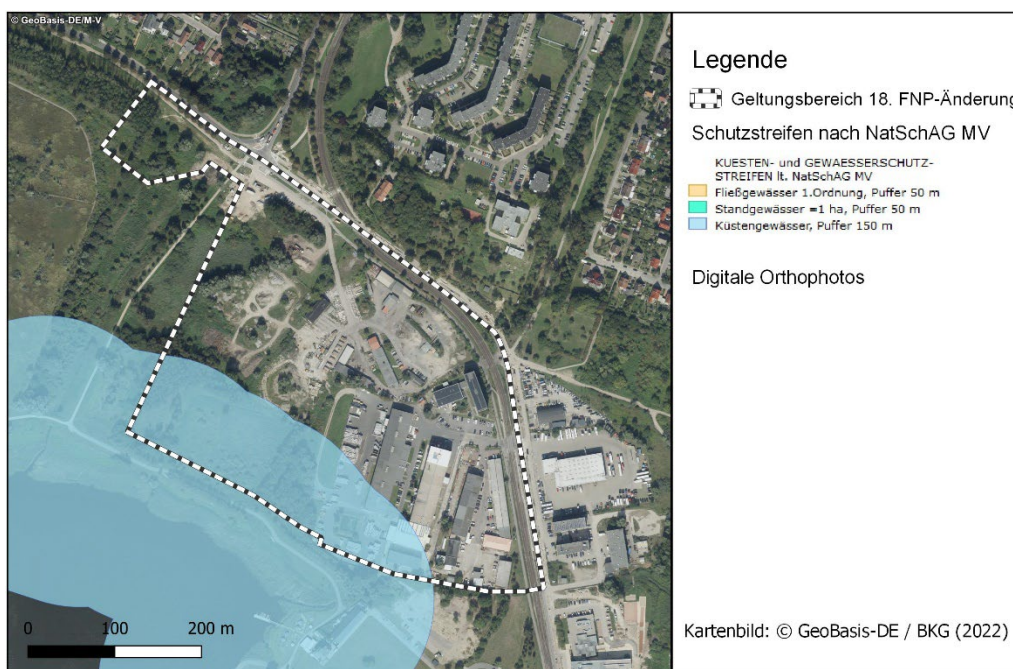 © GeoBasis-DE/M-V
0 100 200 m
Legende
Geltungsbereich 18. FNP-Änderung
Schutzstreifen nach NatSchAG MV
KUESTEN- und GEWAESSERSCHUTZ-
STREIFEN lt. NatSchAG MV
Fließgewässer 1.Ordnung, Puffer 50 m
Standgewässer =1 ha, Puffer 50 m
Küstengewässer, Puffer 150 m
Digitale Orthophotos
Kartenbild: © GeoBasis-DE / BKG (2022)